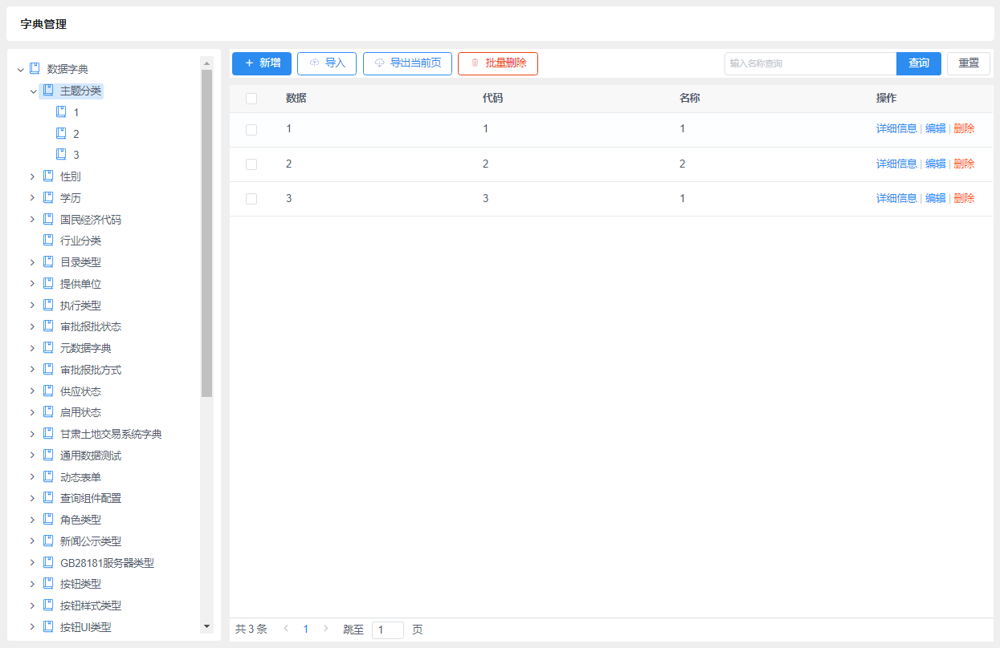 字典管理
数据字典
主题分类
1
2
3
性别
学历
国民经济代码
行业分类
目录类型
提供单位
执行类型
审批报批状态
元数据字典
审批报批方式
供应状态
启用状态
甘肃土地交易系统字典
通用数据测试
动态表单
查询组件配置
角色类型
新闻公示类型
GB28181服务器类型
按钮类型
按钮样式类型
按钮UI类型
+ 新增 导入 导出当前页 批量删除 输入名称查询 查询 重置
数据 代码 名称 操作
1 1 1 详细信息 | 编辑 | 删除
2 2 2 详细信息 | 编辑 | 删除
3 3 1 详细信息 | 编辑 | 删除
共 3 条 < 1 > 跳至 1 页